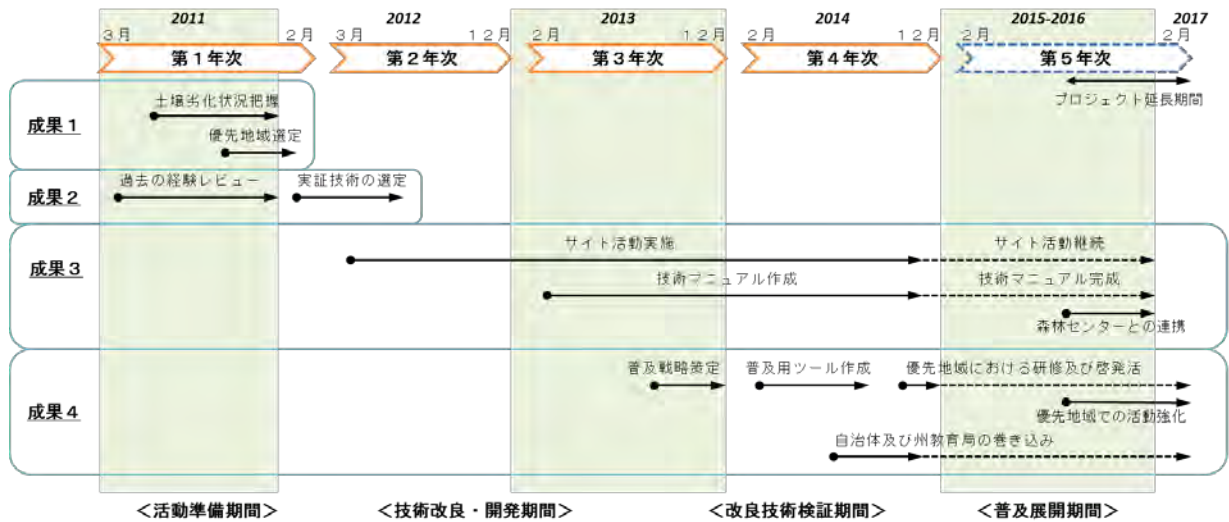 2011
2012
2013
2014
2015-2016
2017
3月
2月
3月
12月
2月
12月
2月
12月
2月
2月
第1年次
第2年次
第3年次
第4年次
第5年次
プロジェクト延長期間
成果1
土壌劣化状況把握
優先地域選定
成果2
過去の経験レビュー
実証技術の選定
成果3
サイト活動実施
サイト活動継続
技術マニュアル作成
技術マニュアル完成
森林センターとの連携
成果4
普及戦略策定
普及用ツール作成
優先地域における研修及び啓発活
優先地域での活動強化
自治体及び州教育局の巻き込み
＜活動準備期間＞
＜技術改良・開発期間＞
＜改良技術検証期間＞
＜普及展開期間＞